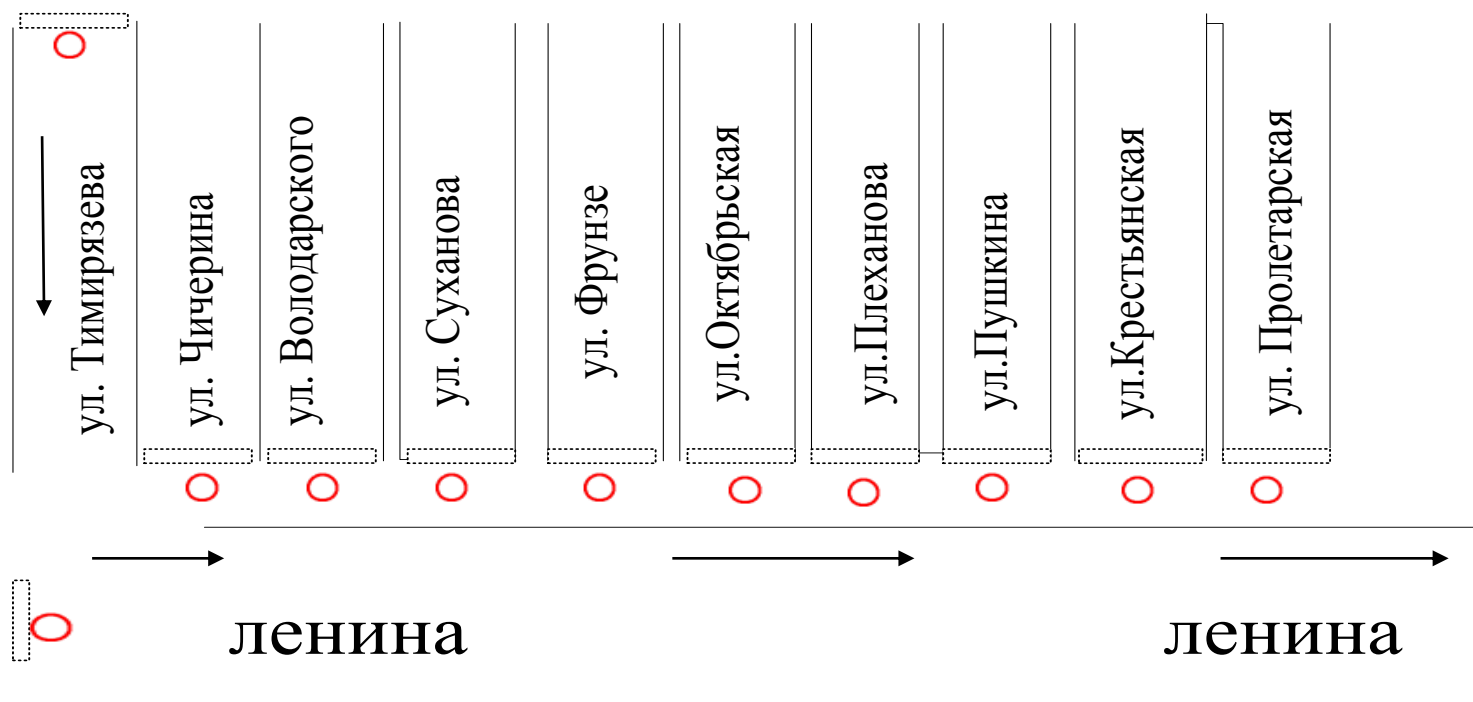 ул. Тимирязева
ул. Чичерина
ул. Володарского
ул. Суханова
ул. Фрунзе
ул.Октябрьская
ул.Плеханова
ул.Пушкина
ул.Крестьянская
ул. Пролетарская
ленина
ленина